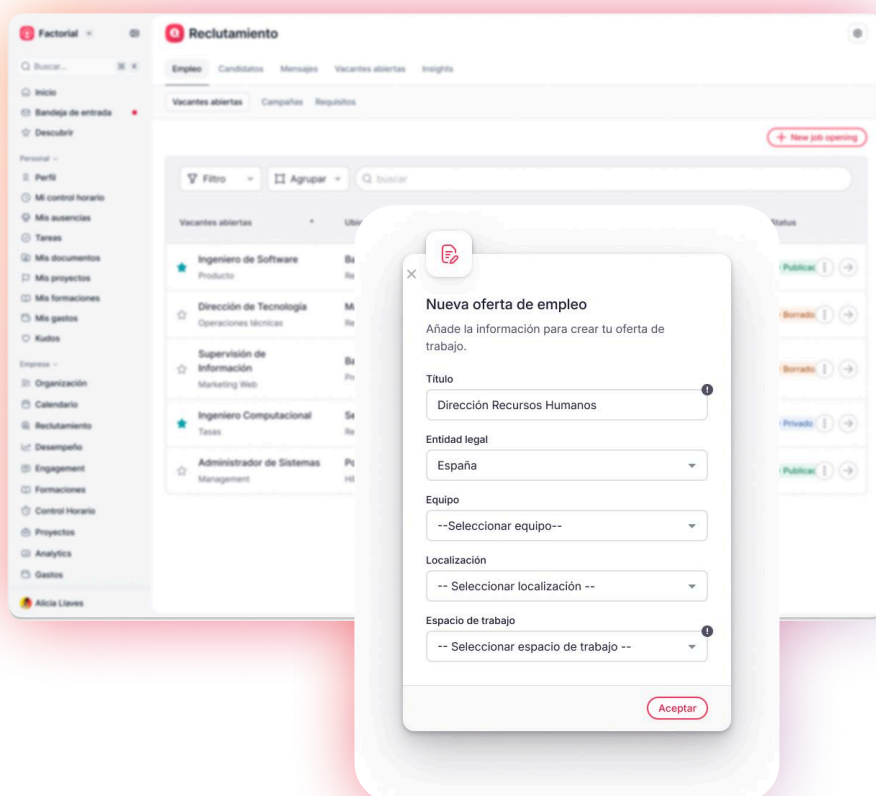 Factorial
Reclutamiento
Buscar...
⌘ K
Empleo Candidatos Mensajes Vacantes abiertas Insights
Inicio
Bandeja de entrada
Descubrir
Vacantes abiertas Campañas Requisitos
+ New job opening
Personal
Perfil
Mi control horario
Mis ausencias
Tareas
Mis documentos
Mis proyectos
Mis formaciones
Mis gastos
Kudos
Empresa
Organización
Calendario
Reclutamiento
Desempeño
Engagement
Formaciones
Control Horario
Proyectos
Analytics
Gastos
Alicia Llaves
Filtro Agrupar buscar
Vacantes abiertas Status
Ingeniero de Software
Producto
Dirección de Tecnología
Operaciones técnicas
Supervisión de
Información
Marketing Web
Ingeniero Computacional
Tasas
Privado
Administrador de Sistemas
Management
Nueva oferta de empleo
Añade la información para crear tu oferta de
trabajo.
Título
Dirección Recursos Humanos
Entidad legal
España
Equipo
--Seleccionar equipo--
Localización
-- Seleccionar localización --
Espacio de trabajo
-- Seleccionar espacio de trabajo --
Aceptar